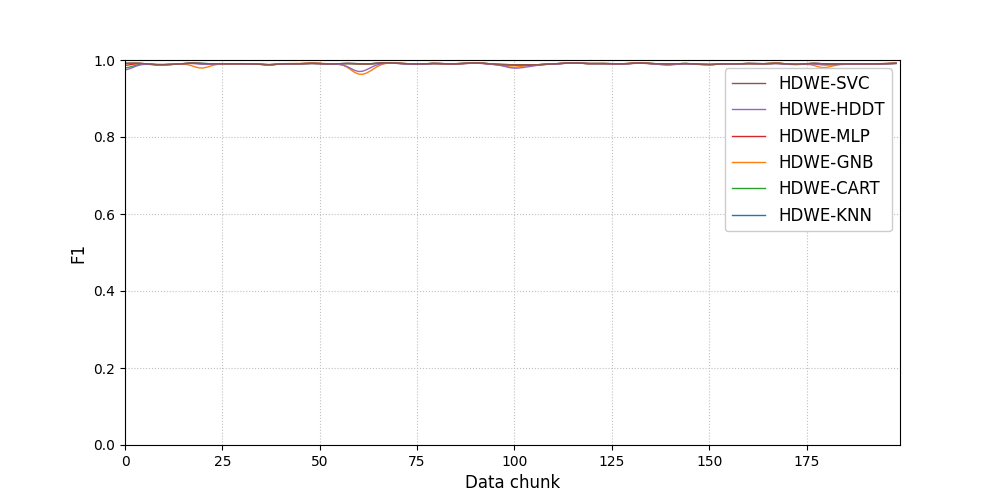 1.0
0.8
0.6
0.4
0.2
0.0
F1
HDWE-SVC
HDWE-HDDT
HDWE-MLP
HDWE-GNB
HDWE-CART
HDWE-KNN
0 25 50 75 100 125 150 175
Data chunk